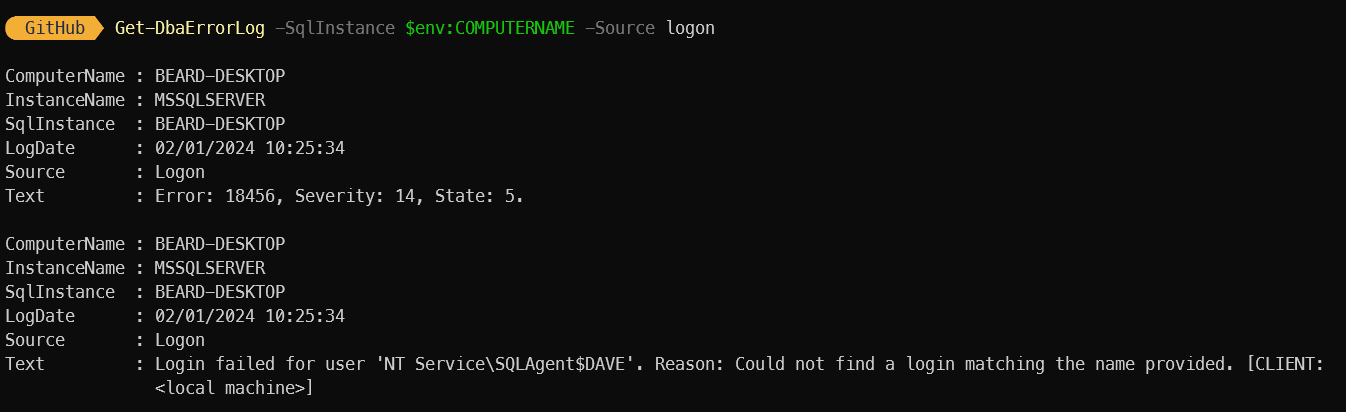 GitHub Get-DbaErrorLog -SqlInstance $env:COMPUTERNAME -Source logon
ComputerName : BEARD-DESKTOP
InstanceName : MSSQLSERVER
SqlInstance : BEARD-DESKTOP
LogDate : 02/01/2024 10:25:34
Source : Logon
Text : Error: 18456, Severity: 14, State: 5.
ComputerName : BEARD-DESKTOP
InstanceName : MSSQLSERVER
SqlInstance : BEARD-DESKTOP
LogDate : 02/01/2024 10:25:34
Source : Logon
Text : Login failed for user 'NT Service\SQLAgent$DAVE'. Reason: Could not find a login matching the name provided. [CLIENT:
<local machine>]